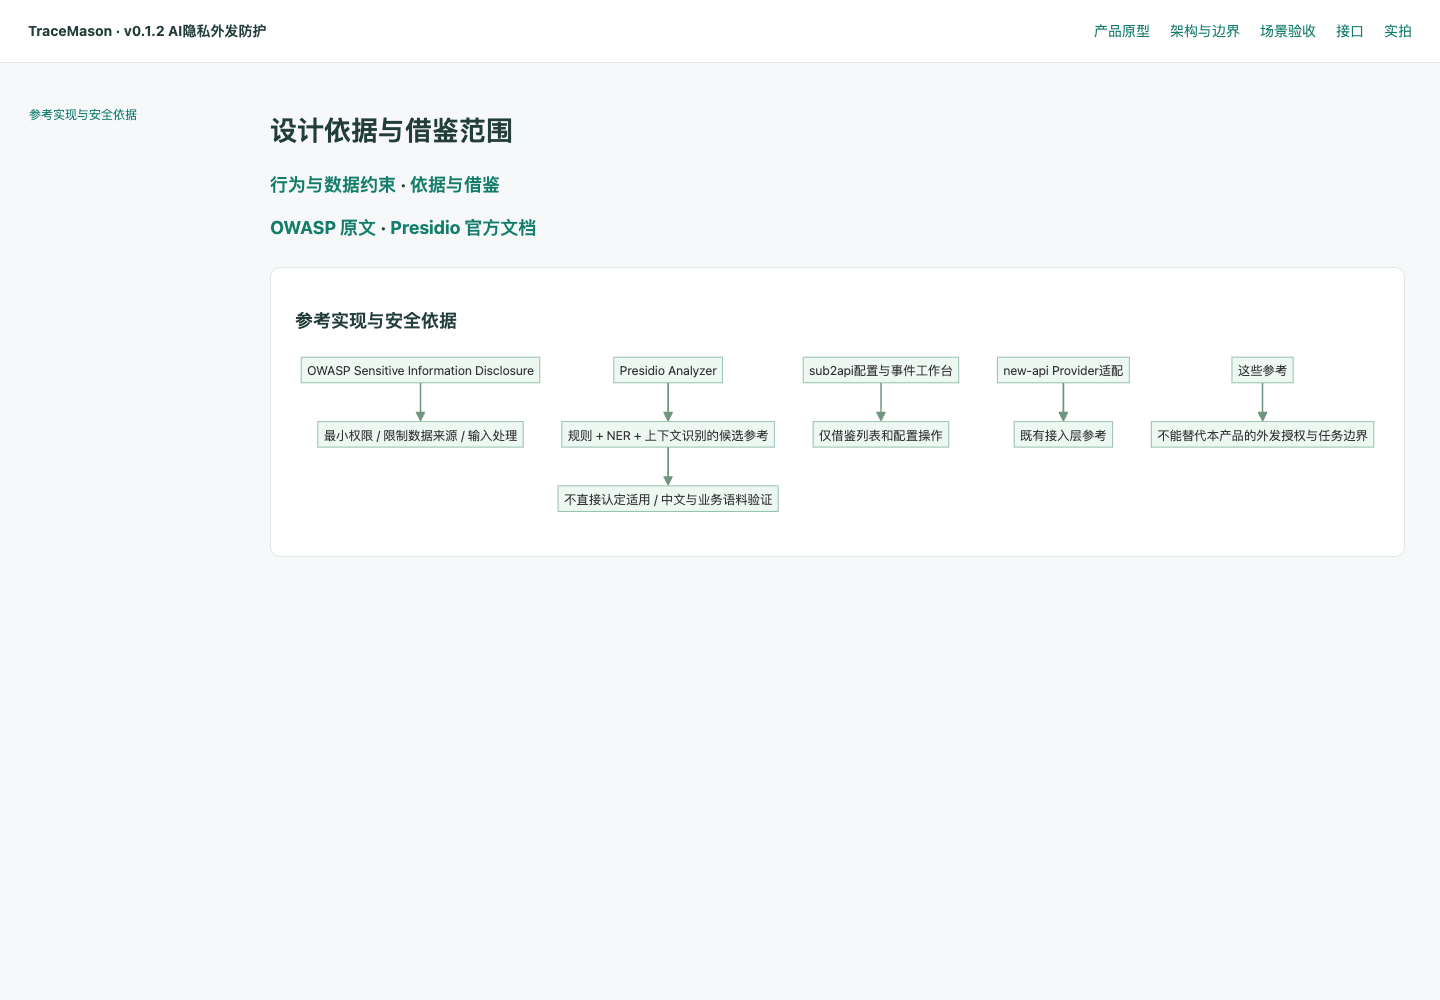 TraceMason · v0.1.2 AI隐私外发防护
产品原型 架构与边界 场景验收 接口 实拍
参考实现与安全依据
设计依据与借鉴范围
行为与数据约束 · 依据与借鉴
OWASP 原文 · Presidio 官方文档
参考实现与安全依据
OWASP Sensitive Information Disclosure
Presidio Analyzer
sub2api配置与事件工作台
new-api Provider适配
这些参考
最小权限 / 限制数据来源 / 输入处理
规则 + NER + 上下文识别的候选参考
仅借鉴列表和配置操作
既有接入层参考
不能替代本产品的外发授权与任务边界
不直接认定适用 / 中文与业务语料验证